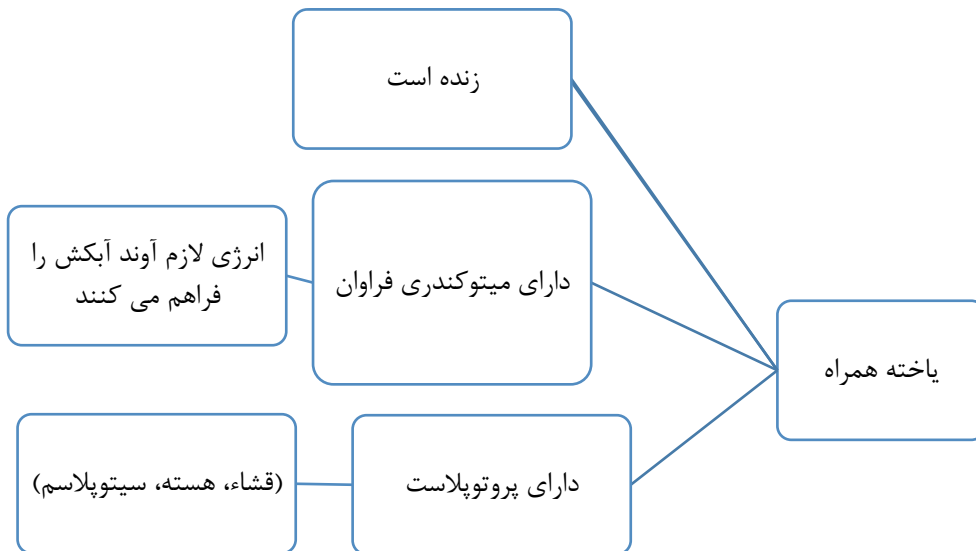 یاخته همراه
زنده است
دارای میتوکندری فراوان
انرژی لازم آوند آبکش را
فراهم می کنند
دارای پروتوپلاست
(قشاء، هسته، سیتوپلاسم)